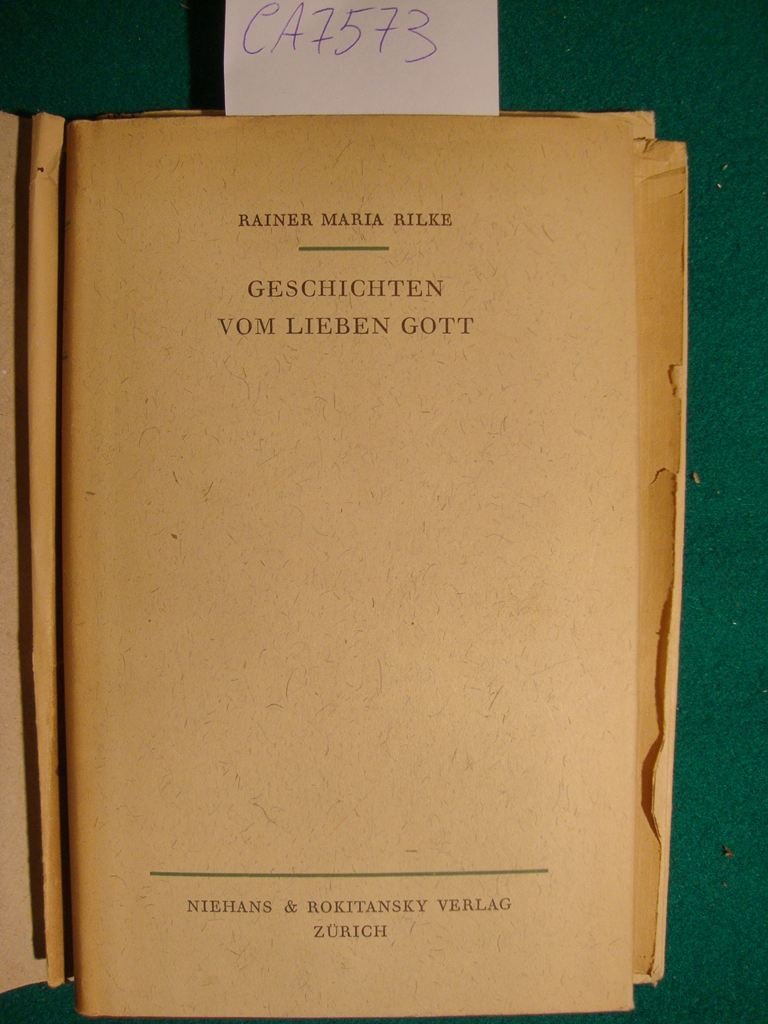 CA7573
RAINER MARIA RILKE
GESCHICHTEN
VOM LIEBEN GOTT
NIEHANS & ROKITANSKY VERLAG
ZÜRICH